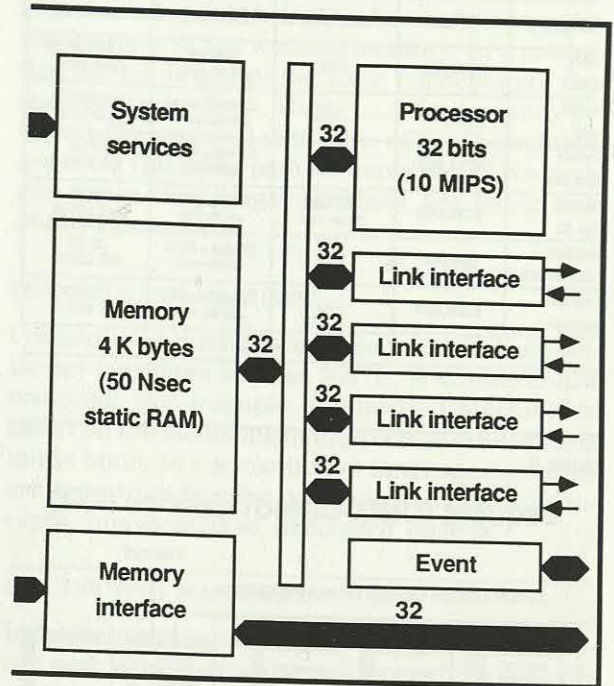 System
services
Memory
4 K bytes
(50 Nsec
static RAM)
32
Memory
interface
32
Processor
32 bits
(10 MIPS)
32
Link interface
32
Link interface
32
Link interface
32
Link interface
Event
32